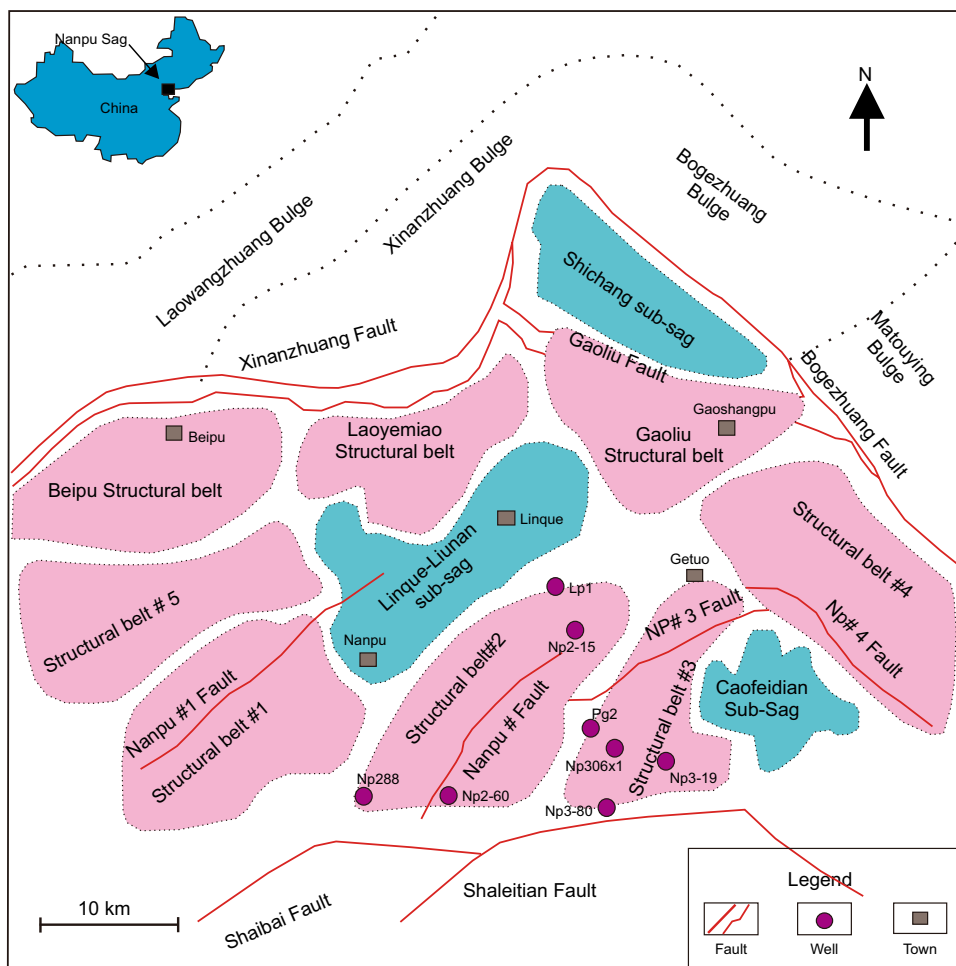 Nanpu Sag
China
N
Laowangzhuang Bulge
Xinanzhuang Bulge
Bogezhuang
Bulge
Matouying
Bulge
Xinanzhuang Fault
Shichang sub-sag
Gaoliu Fault
Bogezhuang Fault
Beipu
Beipu Structural belt
Laoyemiao
Structural belt
Gaoshangpu
Gaoliu
Structural belt
Linque
Linque-Liunan
sub-sag
Nanpu
Structural belt # 5
Nanpu #1 Fault
Structural belt #1
Lp1
Np2-15
Structural belt#2
Nanpu # Fault
Np288
Np2-60
Getuo
NP# 3 Fault
Structural belt #3
Pg2
Np306x1
Np3-19
Np3-80
Structural belt #4
Np# 4 Fault
Caofeidian
Sub-Sag
Shaleitian Fault
Shaibai Fault
10 km
Legend
Fault
Well
Town